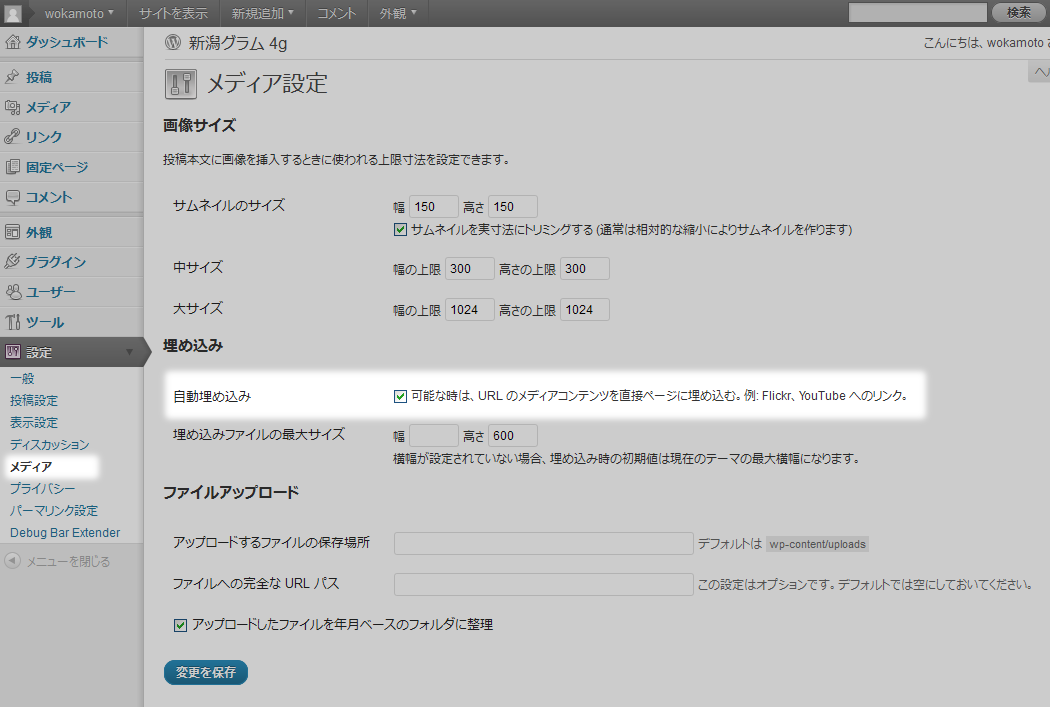 wokamoto サイトを表示 新規追加 コメント 外観 検索
新潟グラム 4g こんにちは、wokamoto
ダッシュボード
投稿
メディア
リンク
固定ページ
コメント
外観
プラグイン
ユーザー
ツール
設定
一般
投稿設定
表示設定
ディスカッション
メディア
プライバシー
パーマリンク設定
Debug Bar Extender
メニューを閉じる
メディア設定
画像サイズ
投稿本文に画像を挿入するときに使われる上限寸法を設定できます。
サムネイルのサイズ 幅 150 高さ 150
サムネイルを実寸法にトリミングする (通常は相対的な縮小によりサムネイルを作ります)
中サイズ 幅の上限 300 高さの上限 300
大サイズ 幅の上限 1024 高さの上限 1024
埋め込み
自動埋め込み 可能な時は、URL のメディアコンテンツを直接ページに埋め込む。例: Flickr、YouTube へのリンク。
埋め込みファイルの最大サイズ 幅 高さ 600
横幅が設定されていない場合、埋め込み時の初期値は現在のテーマの最大横幅になります。
ファイルアップロード
アップロードするファイルの保存場所 デフォルトは wp-content/uploads
ファイルへの完全な URL パス この設定はオプションです。デフォルトでは空にしておいてください。
アップロードしたファイルを年月ベースのフォルダに整理
変更を保存